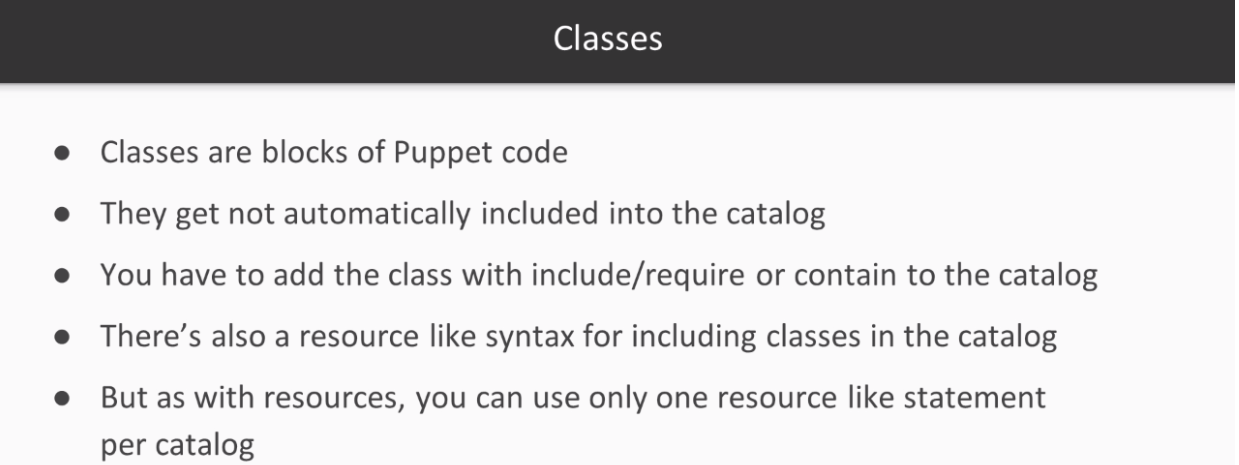 Classes
● Classes are blocks of Puppet code
● They get not automatically included into the catalog
● You have to add the class with include/require or contain to the catalog
● There’s also a resource like syntax for including classes in the catalog
● But as with resources, you can use only one resource like statement
per catalog